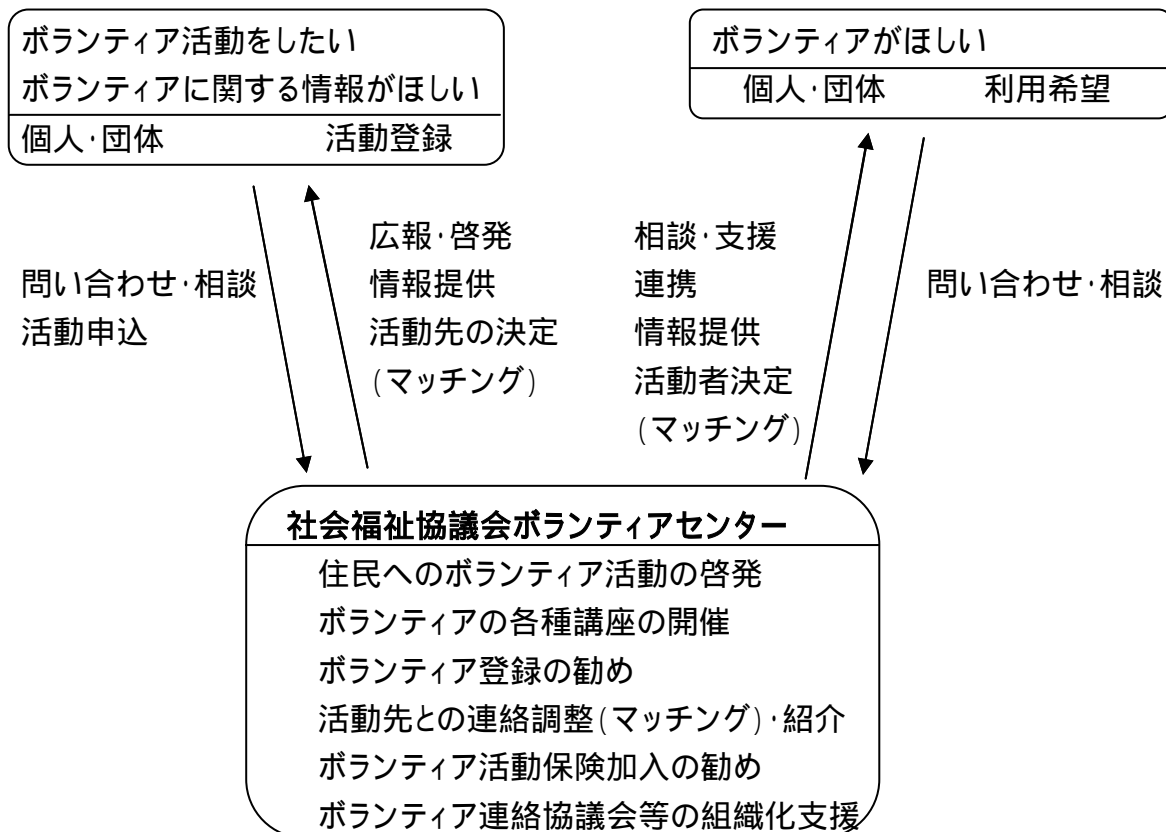 ボランティア活動をしたい
ボランティアに関する情報がほしい
個人・団体 活動登録
ボランティアがほしい
個人・団体 利用希望
問い合わせ・相談
活動申込
広報・啓発
情報提供
活動先の決定
(マッチング)
相談・支援
連携
情報提供
活動者決定
(マッチング)
問い合わせ・相談
社会福祉協議会ボランティアセンター
住民へのボランティア活動の啓発
ボランティアの各種講座の開催
ボランティア登録の勧め
活動先との連絡調整(マッチング)・紹介
ボランティア活動保険加入の勧め
ボランティア連絡協議会等の組織化支援